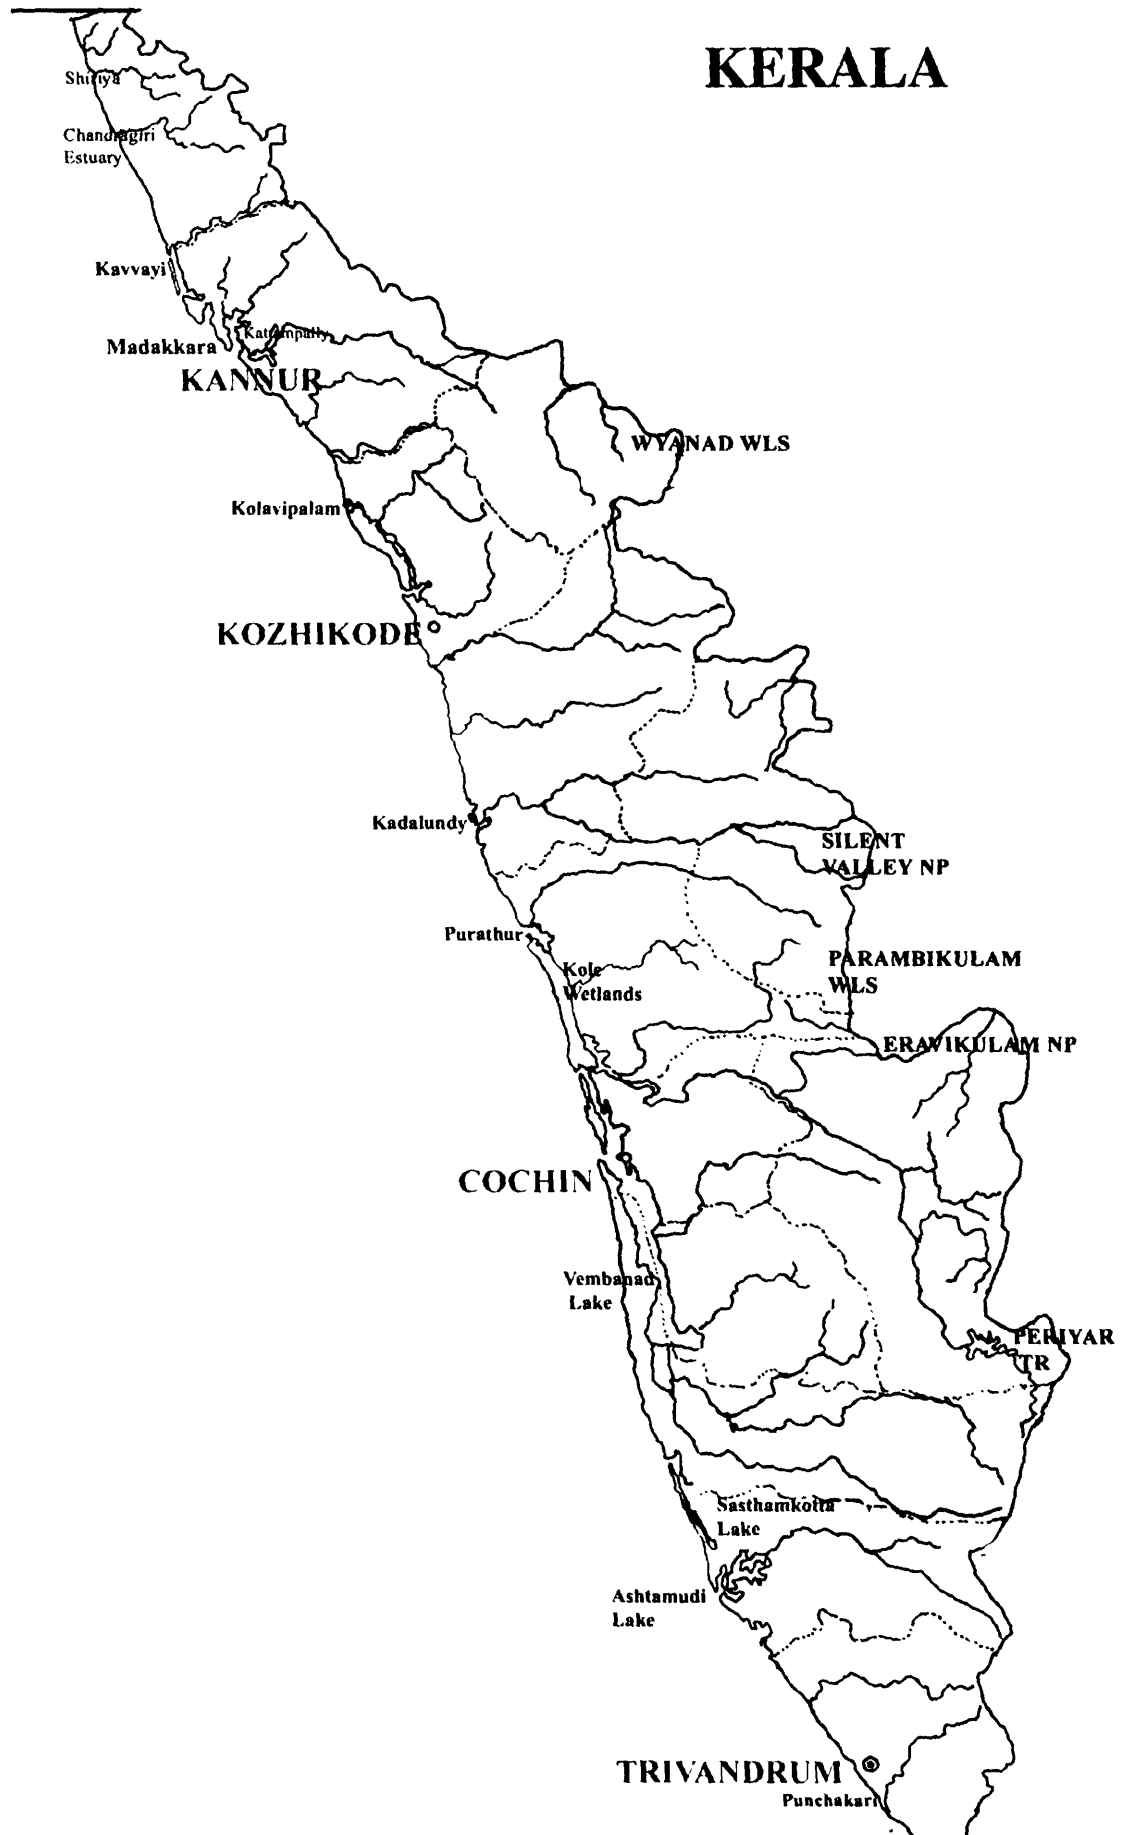 KERALA
Shiriya
Chandragiri
Estuary
Kavvayi
Kattampally
Madakkara
KANNUR
WYANAD WLS
Kolavipalam
KOZHIKODE
Kadalundy
SILENT
VALLEY NP
Purathur
PARAMBIKULAM
WLS
Kole
Wetlands
ERAVIKULAM NP
COCHIN
Vembanad
Lake
PERIYAR
TR
Sasthamkotta
Lake
Ashtamudi
Lake
TRIVANDRUM
Punchakari